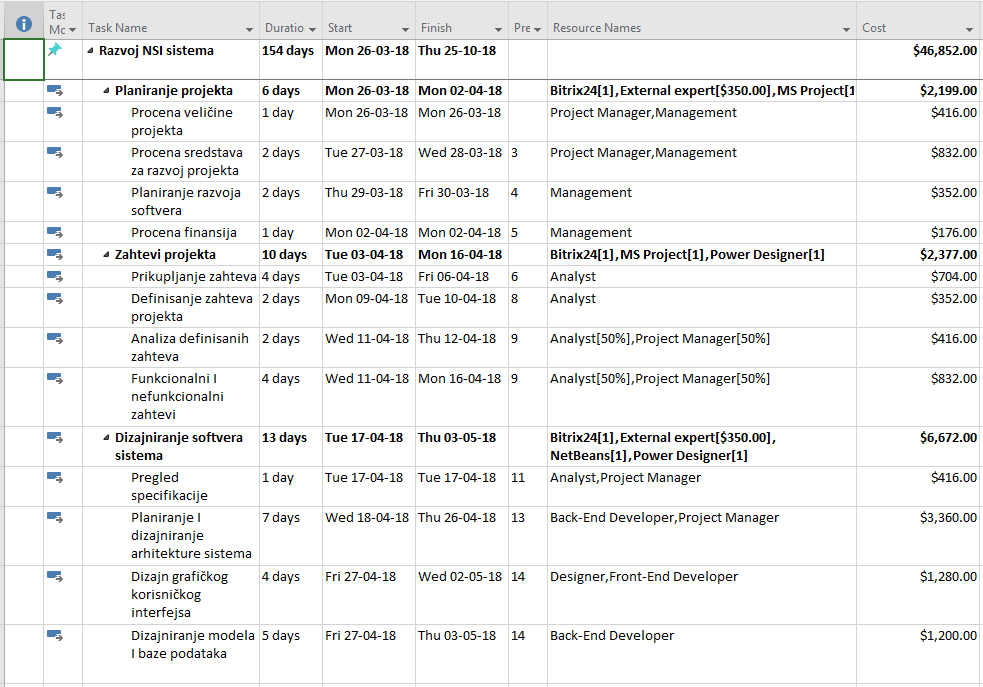 Tas Mc Task Name Duratio Start Finish Pre Resource Names Cost
Razvoj NSI sistema 154 days Mon 26-03-18 Thu 25-10-18 $46,852.00
Planiranje projekta 6 days Mon 26-03-18 Mon 02-04-18 Bitrix24[1],External expert[$350.00],MS Project[1 $2,199.00
Procena veličine projekta 1 day Mon 26-03-18 Mon 26-03-18 Project Manager,Management $416.00
Procena sredstava za razvoj projekta 2 days Tue 27-03-18 Wed 28-03-18 3 Project Manager,Management $832.00
Planiranje razvoja softvera 2 days Thu 29-03-18 Fri 30-03-18 4 Management $352.00
Procena finansija 1 day Mon 02-04-18 Mon 02-04-18 5 Management $176.00
Zahtevi projekta 10 days Tue 03-04-18 Mon 16-04-18 Bitrix24[1],MS Project[1],Power Designer[1] $2,377.00
Prikupljanje zahteva 4 days Tue 03-04-18 Fri 06-04-18 6 Analyst $704.00
Definisanje zahteva projekta 2 days Mon 09-04-18 Tue 10-04-18 8 Analyst $352.00
Analiza definisanih zahteva 2 days Wed 11-04-18 Thu 12-04-18 9 Analyst[50%],Project Manager[50%] $416.00
Funkcionalni I nefunkcionalni zahtevi 4 days Wed 11-04-18 Mon 16-04-18 9 Analyst[50%],Project Manager[50%] $832.00
Dizajniranje softvera sistema 13 days Tue 17-04-18 Thu 03-05-18 Bitrix24[1],External expert[$350.00], NetBeans[1],Power Designer[1] $6,672.00
Pregled specifikacije 1 day Tue 17-04-18 Tue 17-04-18 11 Analyst,Project Manager $416.00
Planiranje I dizajniranje arhitekture sistema 7 days Wed 18-04-18 Thu 26-04-18 13 Back-End Developer,Project Manager $3,360.00
Dizajn grafičkog korisničkog interfejsa 4 days Fri 27-04-18 Wed 02-05-18 14 Designer,Front-End Developer $1,280.00
Dizajniranje modela I baze podataka 5 days Fri 27-04-18 Thu 03-05-18 14 Back-End Developer $1,200.00